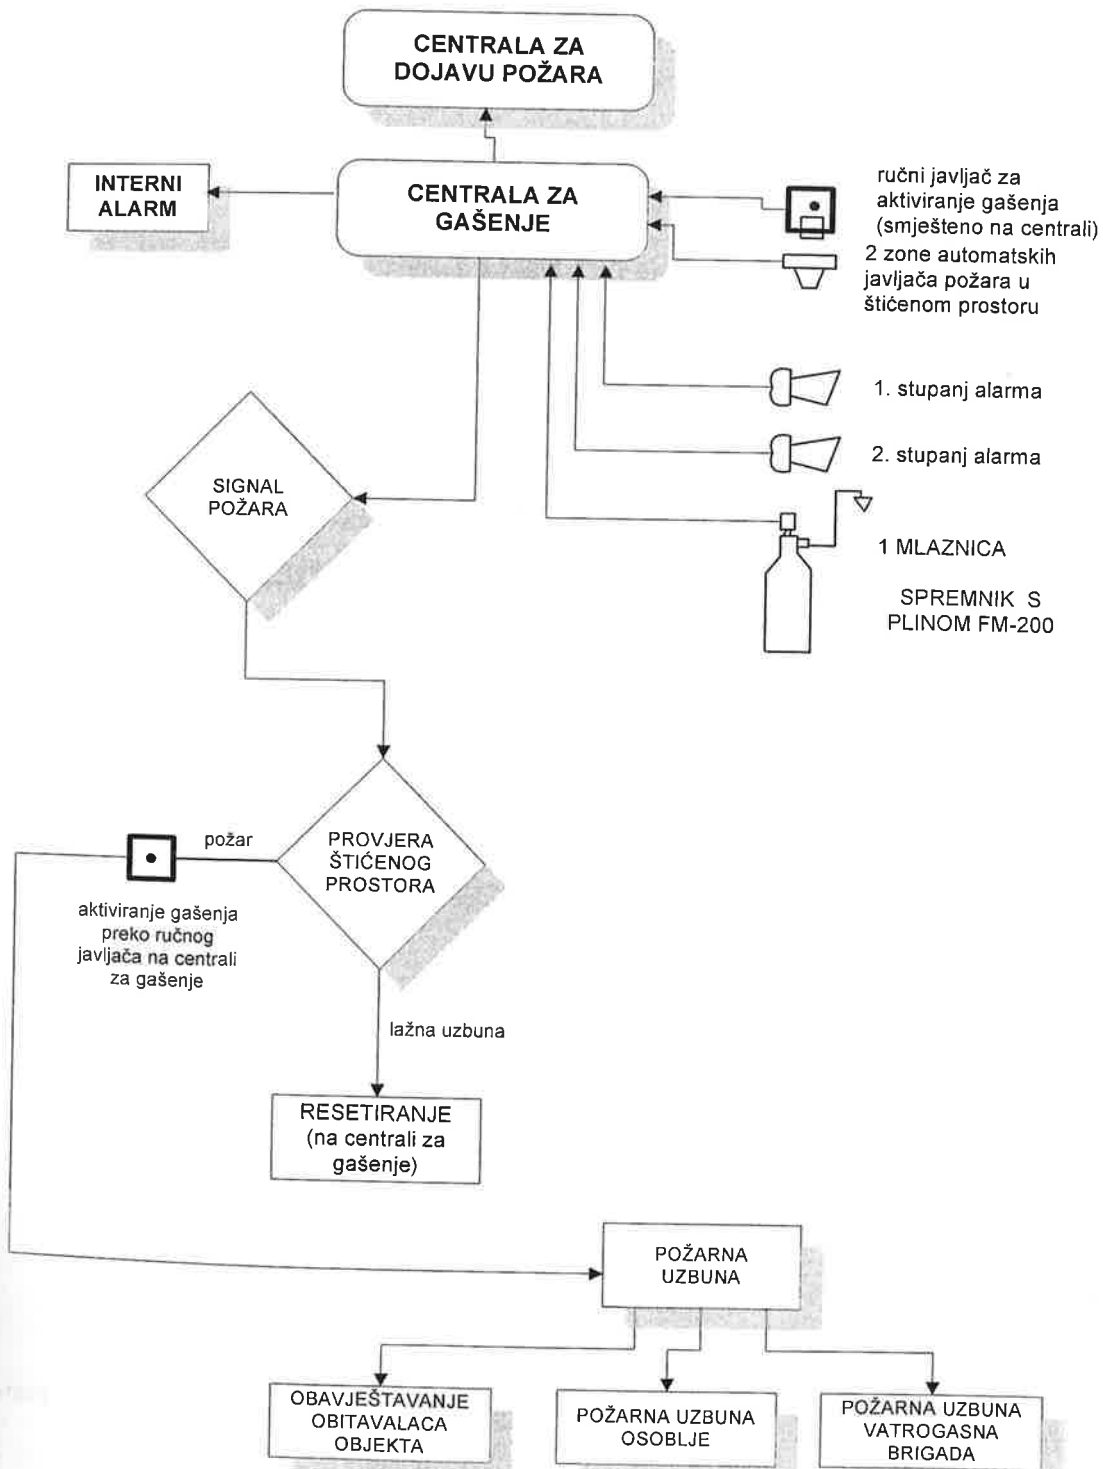 CENTRALA ZA
DOJAVU POŽARA
INTERNI
ALARM
CENTRALA ZA
GAŠENJE
ručni javljač za
aktiviranje gašenja
(smješteno na centrali)
2 zone automatskih
javljača požara u
štićenom prostoru
1. stupanj alarma
2. stupanj alarma
1 MLAZNICA
SPREMNIK S
PLINOM FM-200
SIGNAL
POŽARA
PROVJERA
ŠTIĆENOG
PROSTORA
požar
aktiviranje gašenja
preko ručnog
javljača na centrali
za gašenje
lažna uzbuna
RESETIRANJE
(na centrali za
gašenje)
POŽARNA
UZBUNA
OBAVJEŠTAVANJE
OBITAVALACA
OBJEKTA
POŽARNA UZBUNA
OSOBLJE
POŽARNA UZBUNA
VATROGASNA
BRIGADA